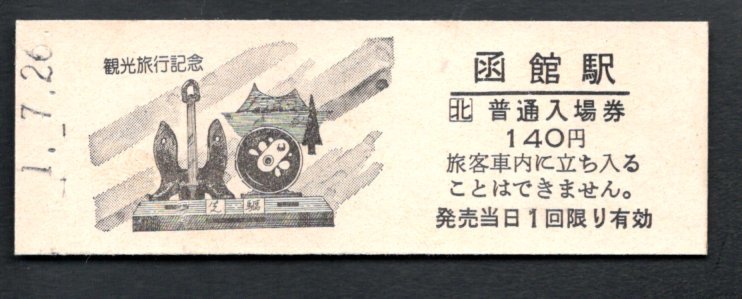 1.-7.26
観光旅行記念
函館駅
北 普通入場券
140円
旅客車内に立ち入る
ことはできません。
発売当日1回限り有効